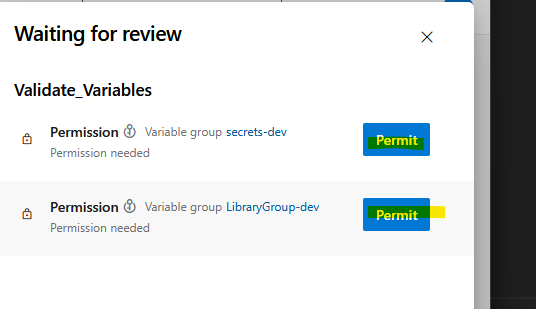 Waiting for review
Validate_Variables
Permission Variable group secrets-dev
Permission needed
Permit
Permission Variable group LibraryGroup-dev
Permission needed
Permit